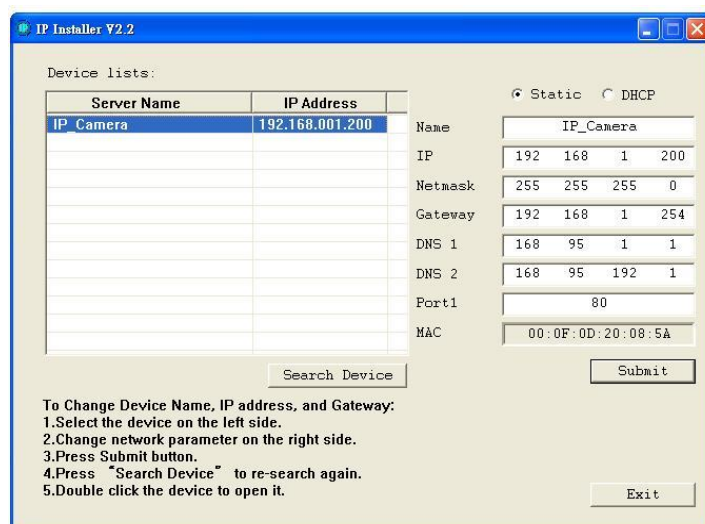 IP Installer V2.2
Device lists:
Server Name IP Address
IP_Camera 192.168.001.200
Search Device
Static DHCP
Name IP_Camera
IP 192 168 1 200
Netmask 255 255 255 0
Gateway 192 168 1 254
DNS 1 168 95 1 1
DNS 2 168 95 192 1
Port1 80
MAC 00:0F:0D:20:08:5A
Submit
To Change Device Name, IP address, and Gateway:
1.Select the device on the left side.
2.Change network parameter on the right side.
3.Press Submit button.
4.Press “Search Device” to re-search again.
5.Double click the device to open it.
Exit